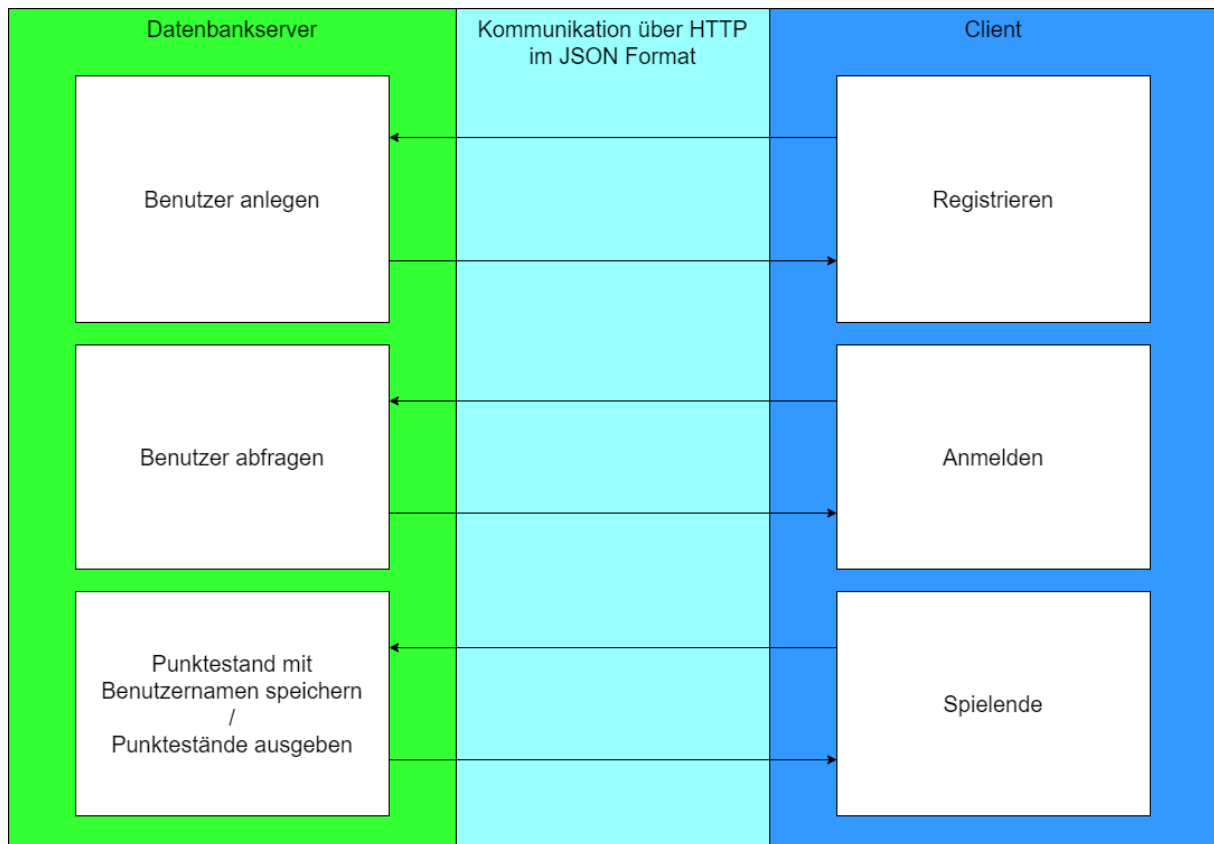 Datenbankserver
Kommunikation über HTTP
im JSON Format
Client
Benutzer anlegen
Registrieren
Benutzer abfragen
Anmelden
Punktestand mit
Benutzernamen speichern
/
Punktestände ausgeben
Spielende